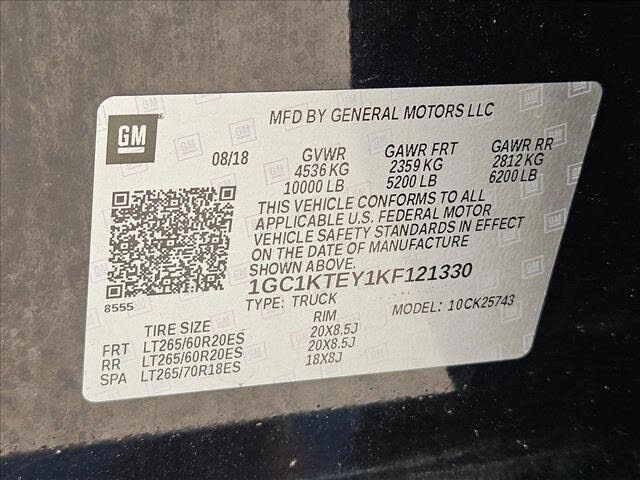 GM
MFD BY GENERAL MOTORS LLC
08/18 GVWR GAWR FRT GAWR RR
4536 KG 2359 KG 2812 KG
10000 LB 5200 LB 6200 LB
THIS VEHICLE CONFORMS TO ALL
APPLICABLE U.S. FEDERAL MOTOR
VEHICLE SAFETY STANDARDS IN EFFECT
ON THE DATE OF MANUFACTURE
SHOWN ABOVE.
1GC1KTEY1KF121330
8555 TYPE: TRUCK MODEL: 10CK25743
TIRE SIZE RIM
FRT LT265/60R20ES 20X8.5J
RR LT265/60R20ES 20X8.5J
SPA LT265/70R18ES 18X8J